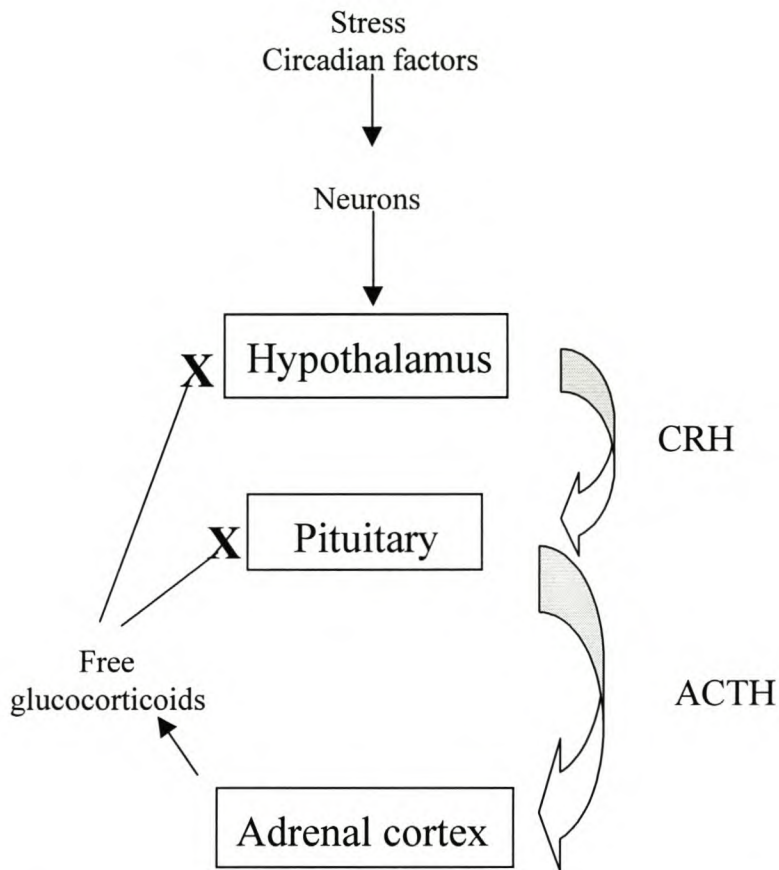 Stress
Circadian factors
Neurons
X
Hypothalamus
CRH
X
Pituitary
Free
glucocorticoids
ACTH
Adrenal cortex